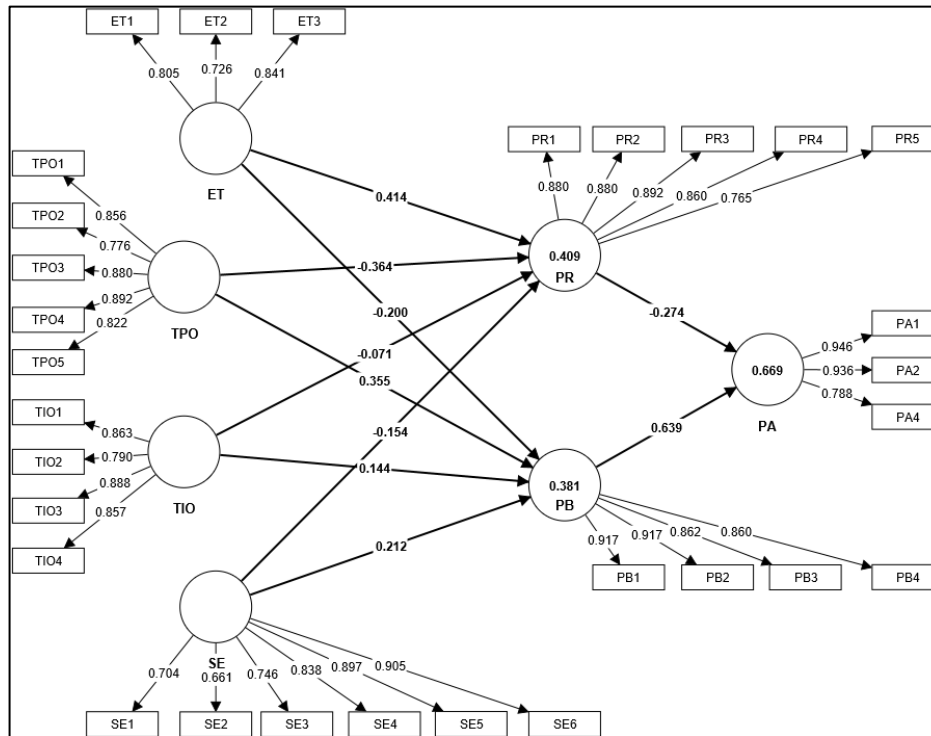 ET1
ET2
ET3
0.805
0.726
0.841
ET
TPO1
TPO2
TPO3
TPO4
TPO5
0.856
0.776
0.880
0.892
0.822
TPO
TIO1
TIO2
TIO3
TIO4
0.863
0.790
0.888
0.857
TIO
SE
0.704
0.661
0.746
0.838
0.897
0.905
SE1
SE2
SE3
SE4
SE5
SE6
0.414
-0.364
-0.200
-0.071
0.355
-0.154
0.144
0.212
PR1
PR2
PR3
PR4
PR5
0.880
0.880
0.892
0.860
0.765
0.409
PR
-0.274
0.639
0.381
PB
0.917
0.917
0.862
0.860
PB1
PB2
PB3
PB4
0.669
PA
0.946
0.936
0.788
PA1
PA2
PA4